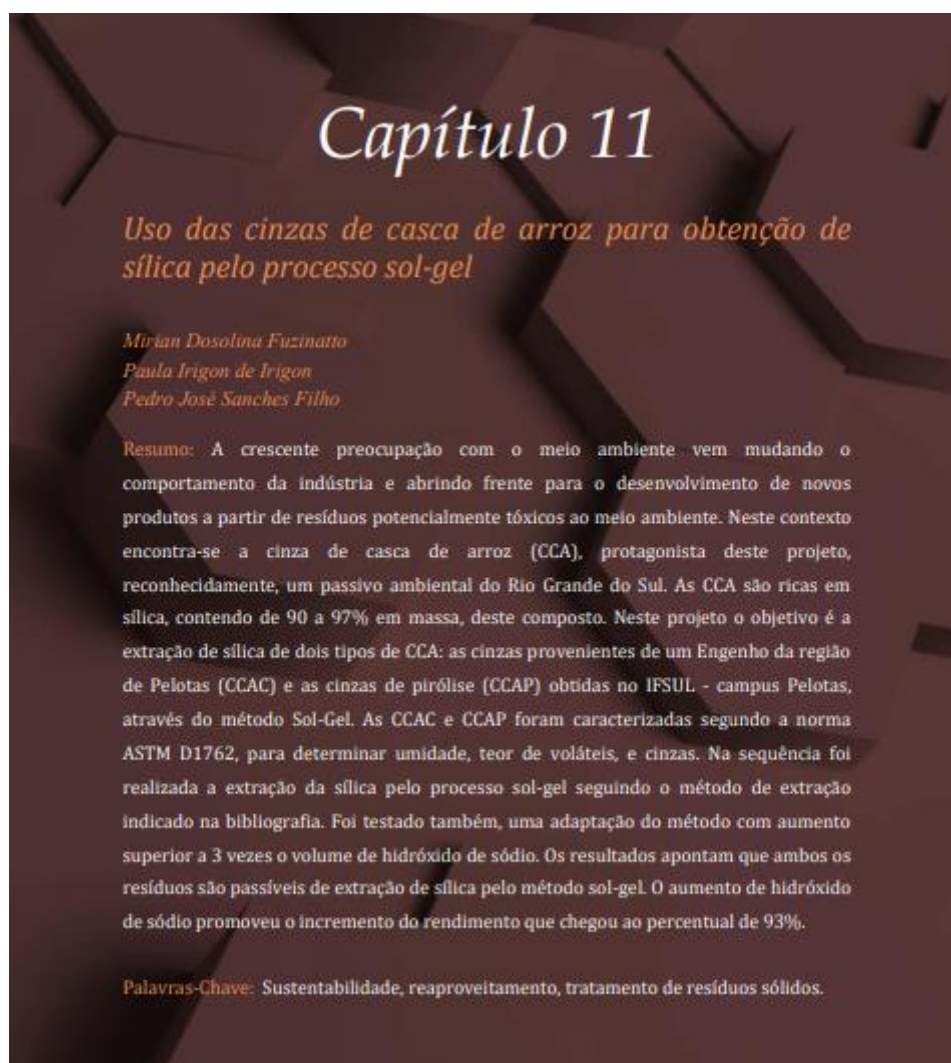 Capítulo 11
Uso das cinzas de casca de arroz para obtenção de
sílica pelo processo sol-gel
Mirian Dosolina Fuzinatto
Paula Irigon de Irigon
Pedro José Sanches Filho
Resumo: A crescente preocupação com o meio ambiente vem mudando o
comportamento da indústria e abrindo frente para o desenvolvimento de novos
produtos a partir de resíduos potencialmente tóxicos ao meio ambiente. Neste contexto
encontra-se a cinza de casca de arroz (CCA), protagonista deste projeto,
reconhecidamente, um passivo ambiental do Rio Grande do Sul. As CCA são ricas em
sílica, contendo de 90 a 97% em massa, deste composto. Neste projeto o objetivo é a
extração de sílica de dois tipos de CCA: as cinzas provenientes de um Engenho da região
de Pelotas (CCAC) e as cinzas de pirólise (CCAP) obtidas no IFSUL - campus Pelotas,
através do método Sol-Gel. As CCAC e CCAP foram caracterizadas segundo a norma
ASTM D1762, para determinar umidade, teor de voláteis, e cinzas. Na sequência foi
realizada a extração da sílica pelo processo sol-gel seguindo o método de extração
indicado na bibliografia. Foi testado também, uma adaptação do método com aumento
superior a 3 vezes o volume de hidróxido de sódio. Os resultados apontam que ambos os
resíduos são passíveis de extração de sílica pelo método sol-gel. O aumento de hidróxido
de sódio promoveu o incremento do rendimento que chegou ao percentual de 93%.
Palavras-Chave: Sustentabilidade, reaproveitamento, tratamento de resíduos sólidos.